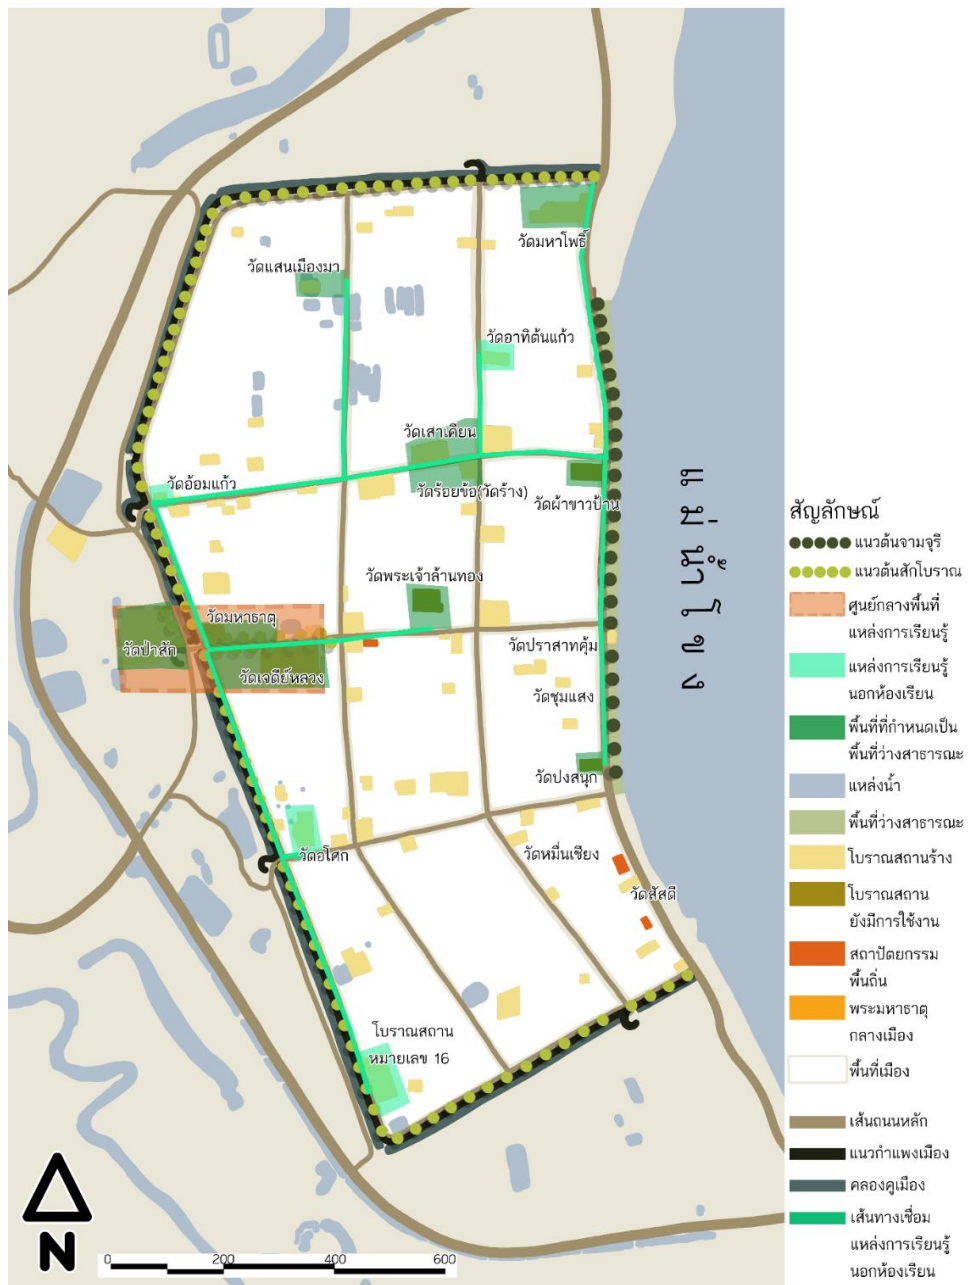 วัดมหาโพธิ์
วัดแสนเมืองมา
วัดอาทิต้นแก้ว
วัดเสาเคียน
วัดอ้อมแก้ว
วัดร้อยข้อ(วัดร้าง)
วัดผ้าขาวป้าน
แม่น้ำโขง
วัดพระเจ้าล้านทอง
วัดมหาธาตุ
วัดป่าสัก
วัดเจดีย์หลวง
วัดปราสาทคุ้ม
วัดชุมแสง
วัดปงสนุก
วัดอโศก
วัดหมื่นเชียง
วัดสัสดี
โบราณสถาน
หมายเลข 16
N
0 200 400 600
สัญลักษณ์
แนวต้นจามจุรี
แนวต้นสักโบราณ
ศูนย์กลางพื้นที่
แหล่งการเรียนรู้
แหล่งการเรียนรู้
นอกห้องเรียน
พื้นที่ที่กำหนดเป็น
พื้นที่ว่างสาธารณะ
แหล่งน้ำ
พื้นที่ว่างสาธารณะ
โบราณสถานร้าง
โบราณสถาน
ยังมีการใช้งาน
สถาปัตยกรรม
พื้นถิ่น
พระมหาธาตุ
กลางเมือง
พื้นที่เมือง
เส้นถนนหลัก
แนวกำแพงเมือง
คลองคูเมือง
เส้นทางเชื่อม
แหล่งการเรียนรู้
นอกห้องเรียน